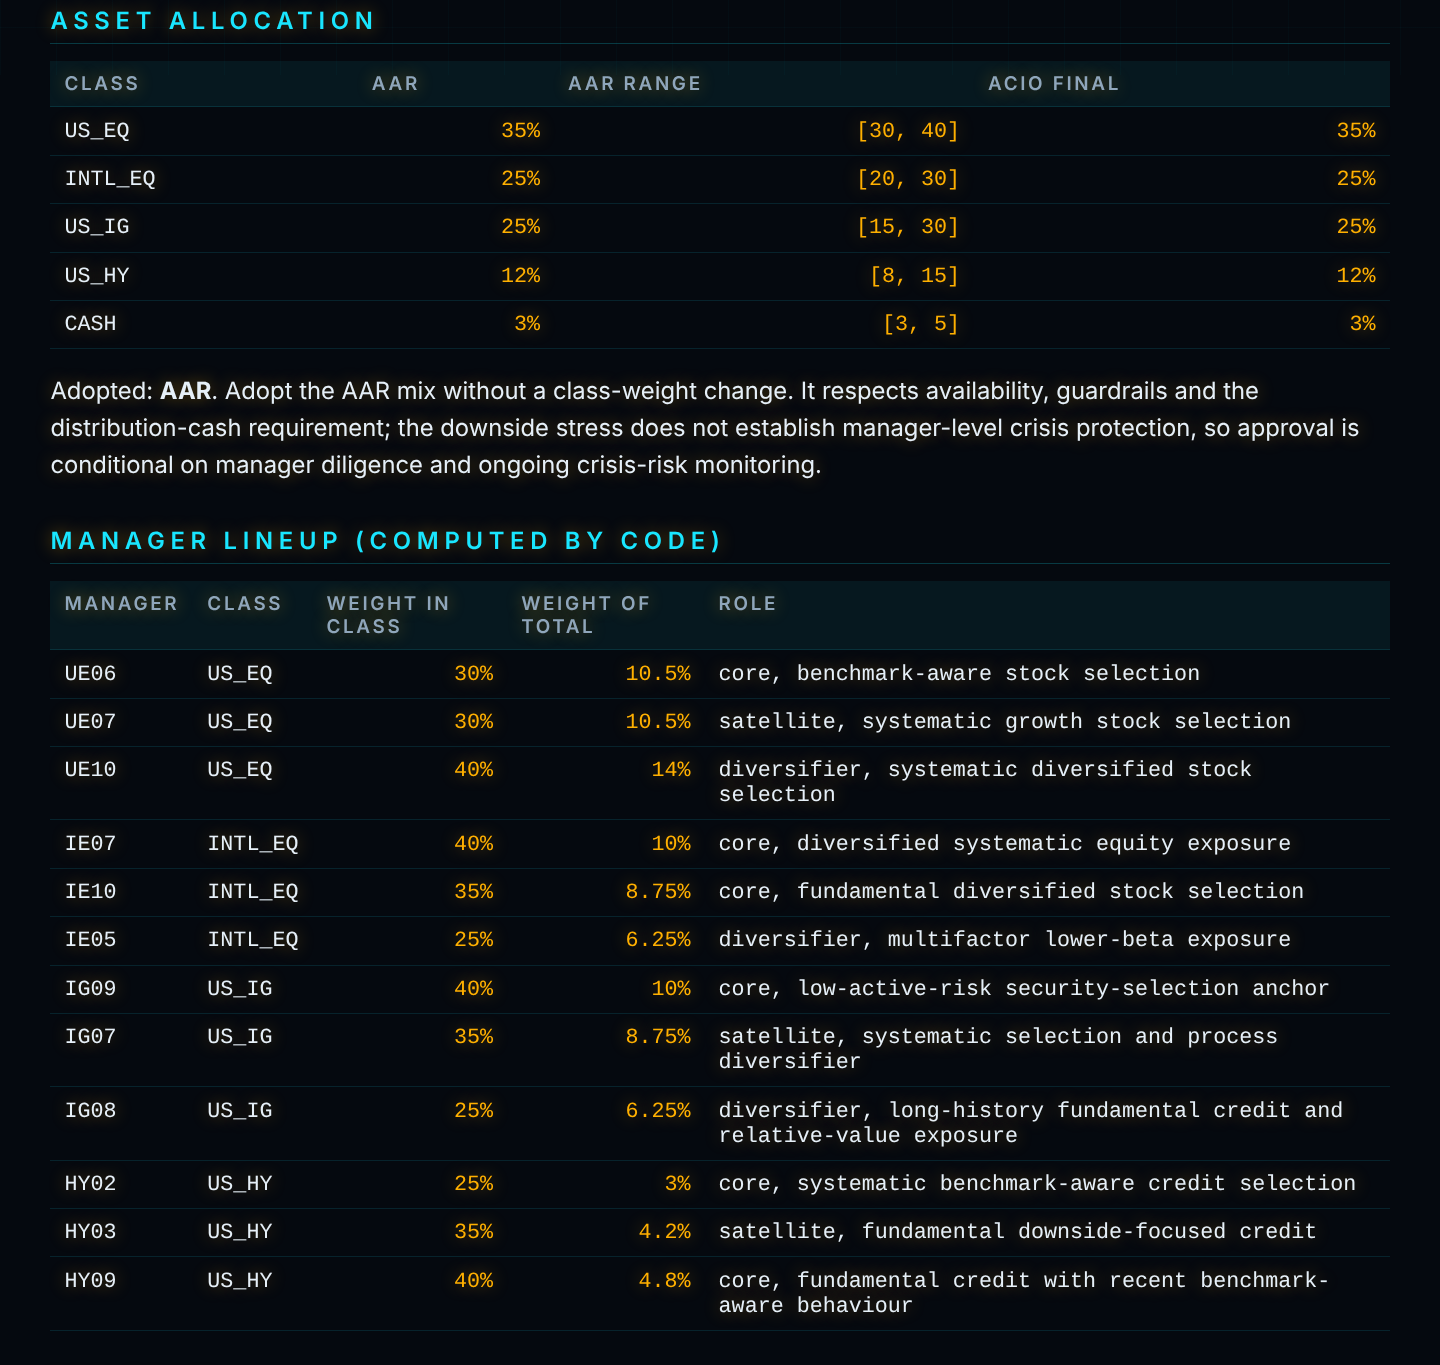 ASSET ALLOCATION
CLASS AAR AAR RANGE ACIO FINAL
US_EQ 35% [30, 40] 35%
INTL_EQ 25% [20, 30] 25%
US_IG 25% [15, 30] 25%
US_HY 12% [8, 15] 12%
CASH 3% [3, 5] 3%
Adopted: AAR. Adopt the AAR mix without a class-weight change. It respects availability, guardrails and the
distribution-cash requirement; the downside stress does not establish manager-level crisis protection, so approval is
conditional on manager diligence and ongoing crisis-risk monitoring.
MANAGER LINEUP (COMPUTED BY CODE)
MANAGER CLASS WEIGHT IN CLASS WEIGHT OF TOTAL ROLE
UE06 US_EQ 30% 10.5% core, benchmark-aware stock selection
UE07 US_EQ 30% 10.5% satellite, systematic growth stock selection
UE10 US_EQ 40% 14% diversifier, systematic diversified stock
selection
IE07 INTL_EQ 40% 10% core, diversified systematic equity exposure
IE10 INTL_EQ 35% 8.75% core, fundamental diversified stock selection
IE05 INTL_EQ 25% 6.25% diversifier, multifactor lower-beta exposure
IG09 US_IG 40% 10% core, low-active-risk security-selection anchor
IG07 US_IG 35% 8.75% satellite, systematic selection and process
diversifier
IG08 US_IG 25% 6.25% diversifier, long-history fundamental credit and
relative-value exposure
HY02 US_HY 25% 3% core, systematic benchmark-aware credit selection
HY03 US_HY 35% 4.2% satellite, fundamental downside-focused credit
HY09 US_HY 40% 4.8% core, fundamental credit with recent benchmark-
aware behaviour